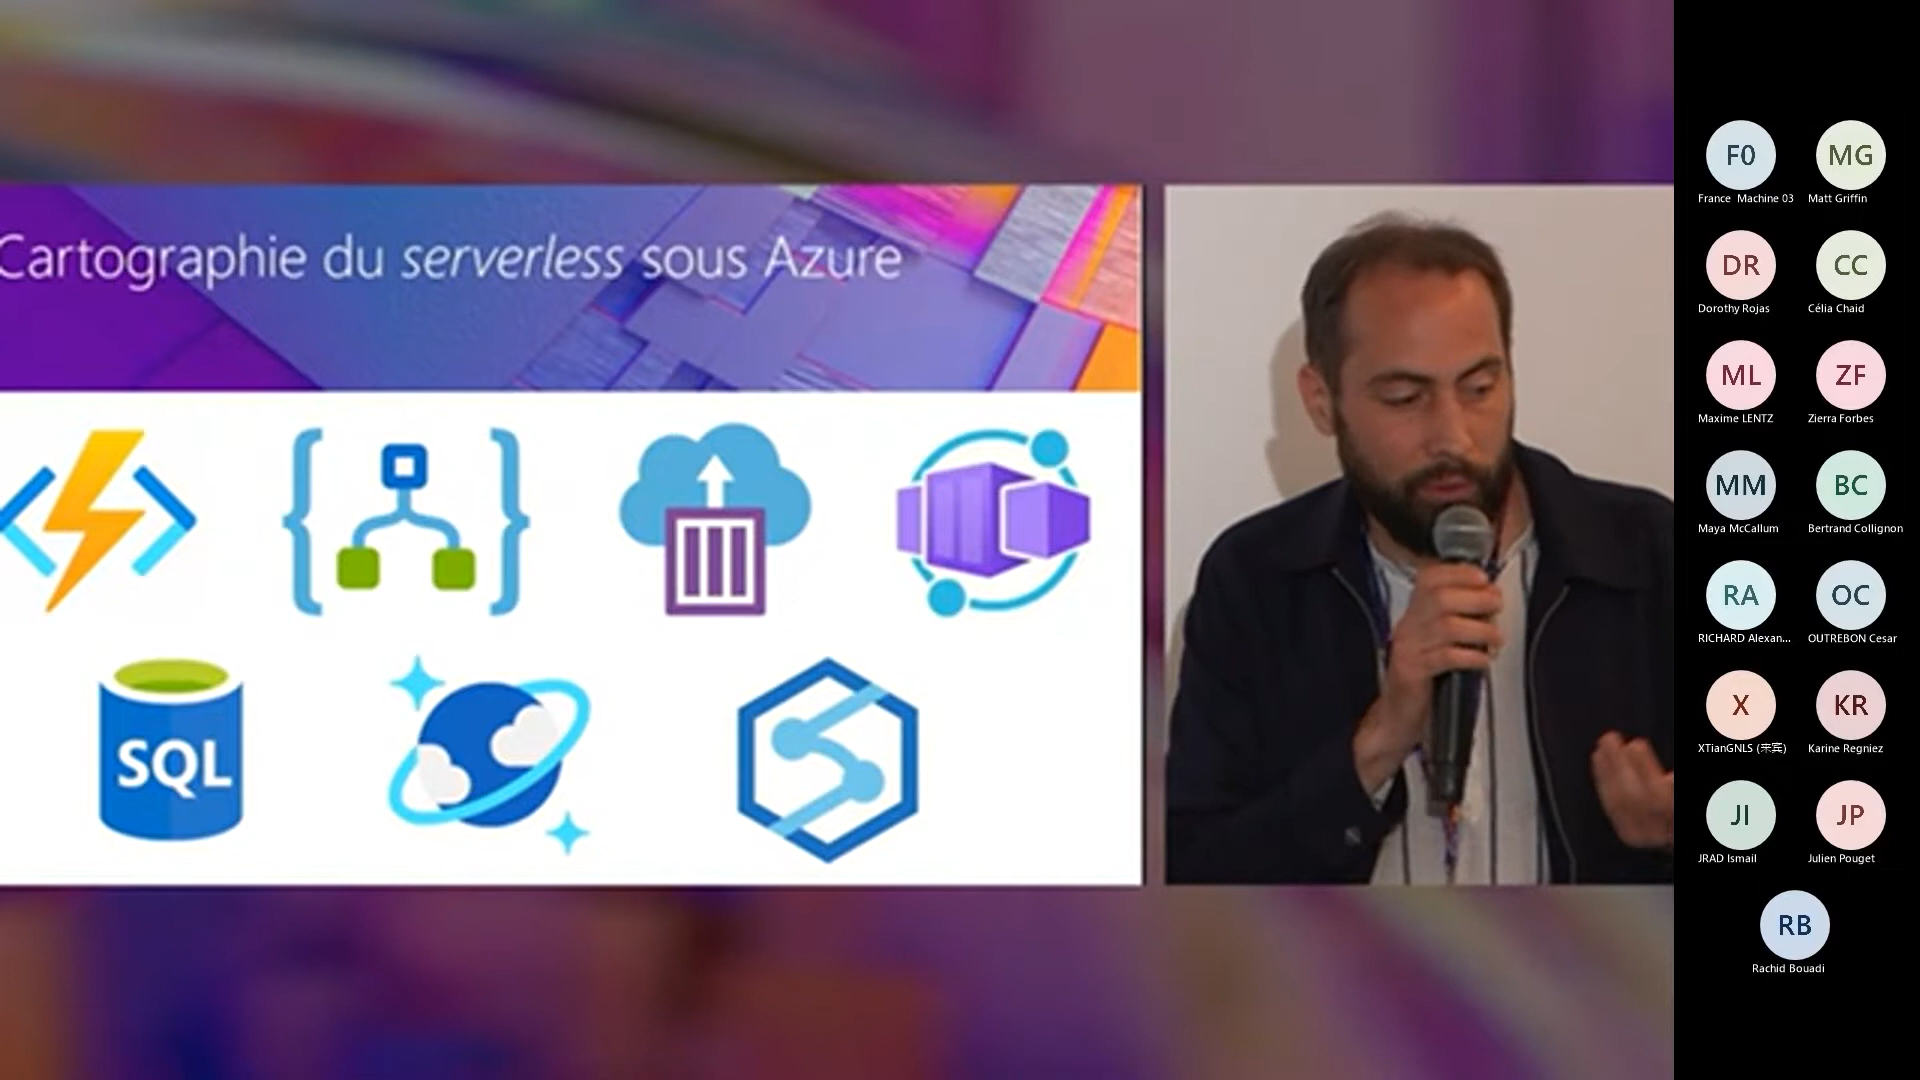 Cartographie du serverless sous Azure
SQL
F0
MG
France Machine 03
Matt Griffin
DR
CC
Dorothy Rojas
Célia Chaid
ML
ZF
Maxime LENTZ
Zierra Forbes
MM
BC
Maya McCallum
Bertrand Collignon
RA
OC
RICHARD Alexan...
OUTREBON Cesar
X
KR
XTianGNLS (来宾)
Karine Regniez
JI
JP
JRAD Ismail
Julien Pouget
RB
Rachid Bouadi